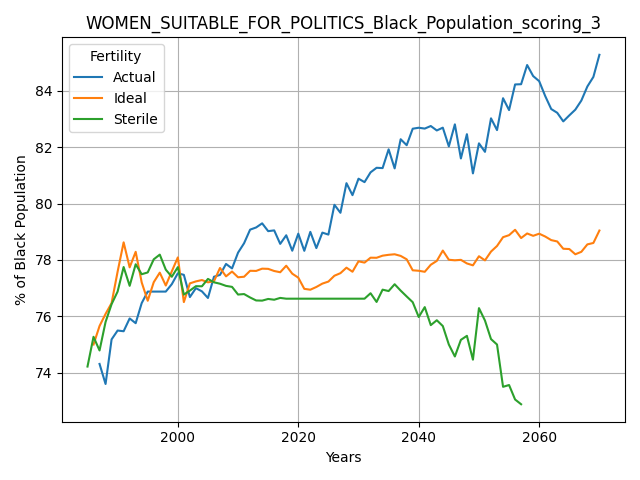 WOMEN_SUITABLE_FOR_POLITICS_Black_Population_scoring_3
Fertility
Actual
Ideal
Sterile
% of Black Population
84
82
80
78
76
74
2000
2020
2040
2060
Years